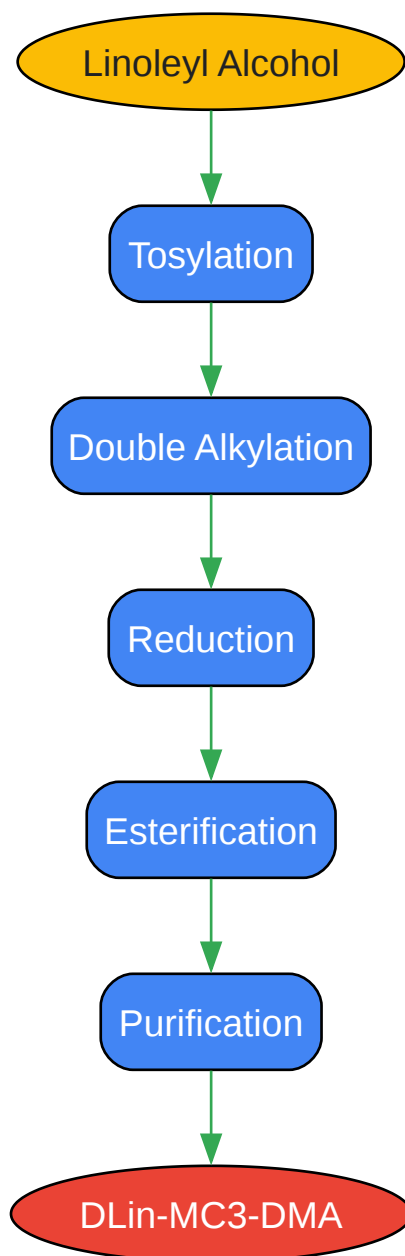 Linoleyl Alcohol
Tosylation
Double Alkylation
Reduction
Esterification
Purification
DLin-MC3-DMA